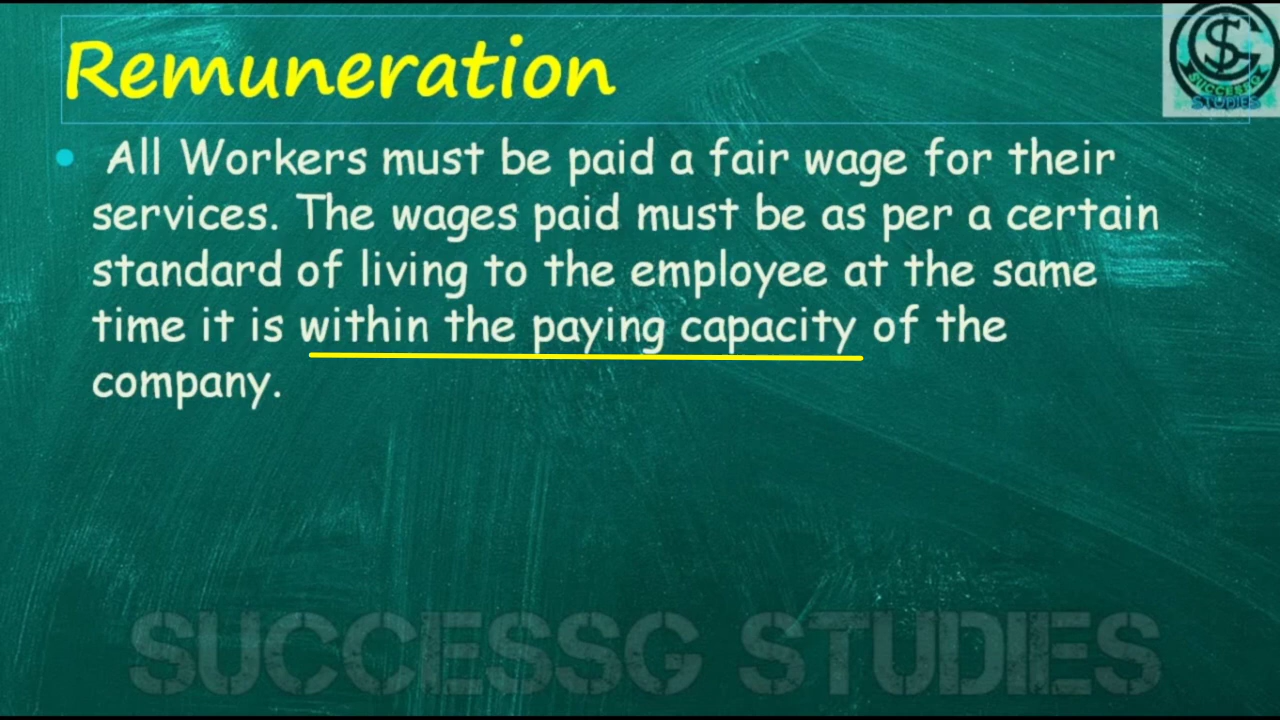 Remuneration
SUCCESSG
STUDIES
• All Workers must be paid a fair wage for their
services. The wages paid must be as per a certain
standard of living to the employee at the same
time it is within the paying capacity of the
company.
SUCCESSG STUDIES